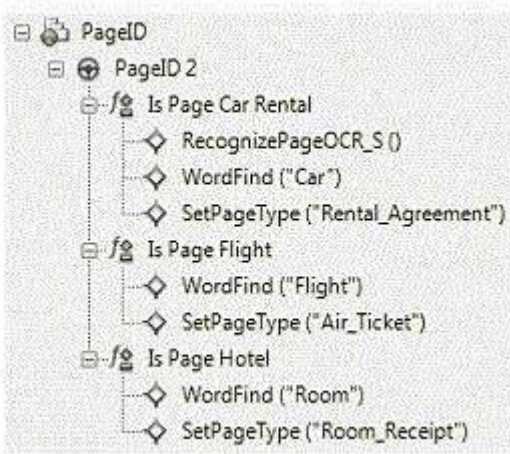 PageID
PageID 2
Is Page Car Rental
RecognizePageOCR_S ()
WordFind ("Car")
SetPageType ("Rental_Agreement")
Is Page Flight
WordFind ("Flight")
SetPageType ("Air_Ticket")
Is Page Hotel
WordFind ("Room")
SetPageType ("Room_Receipt")